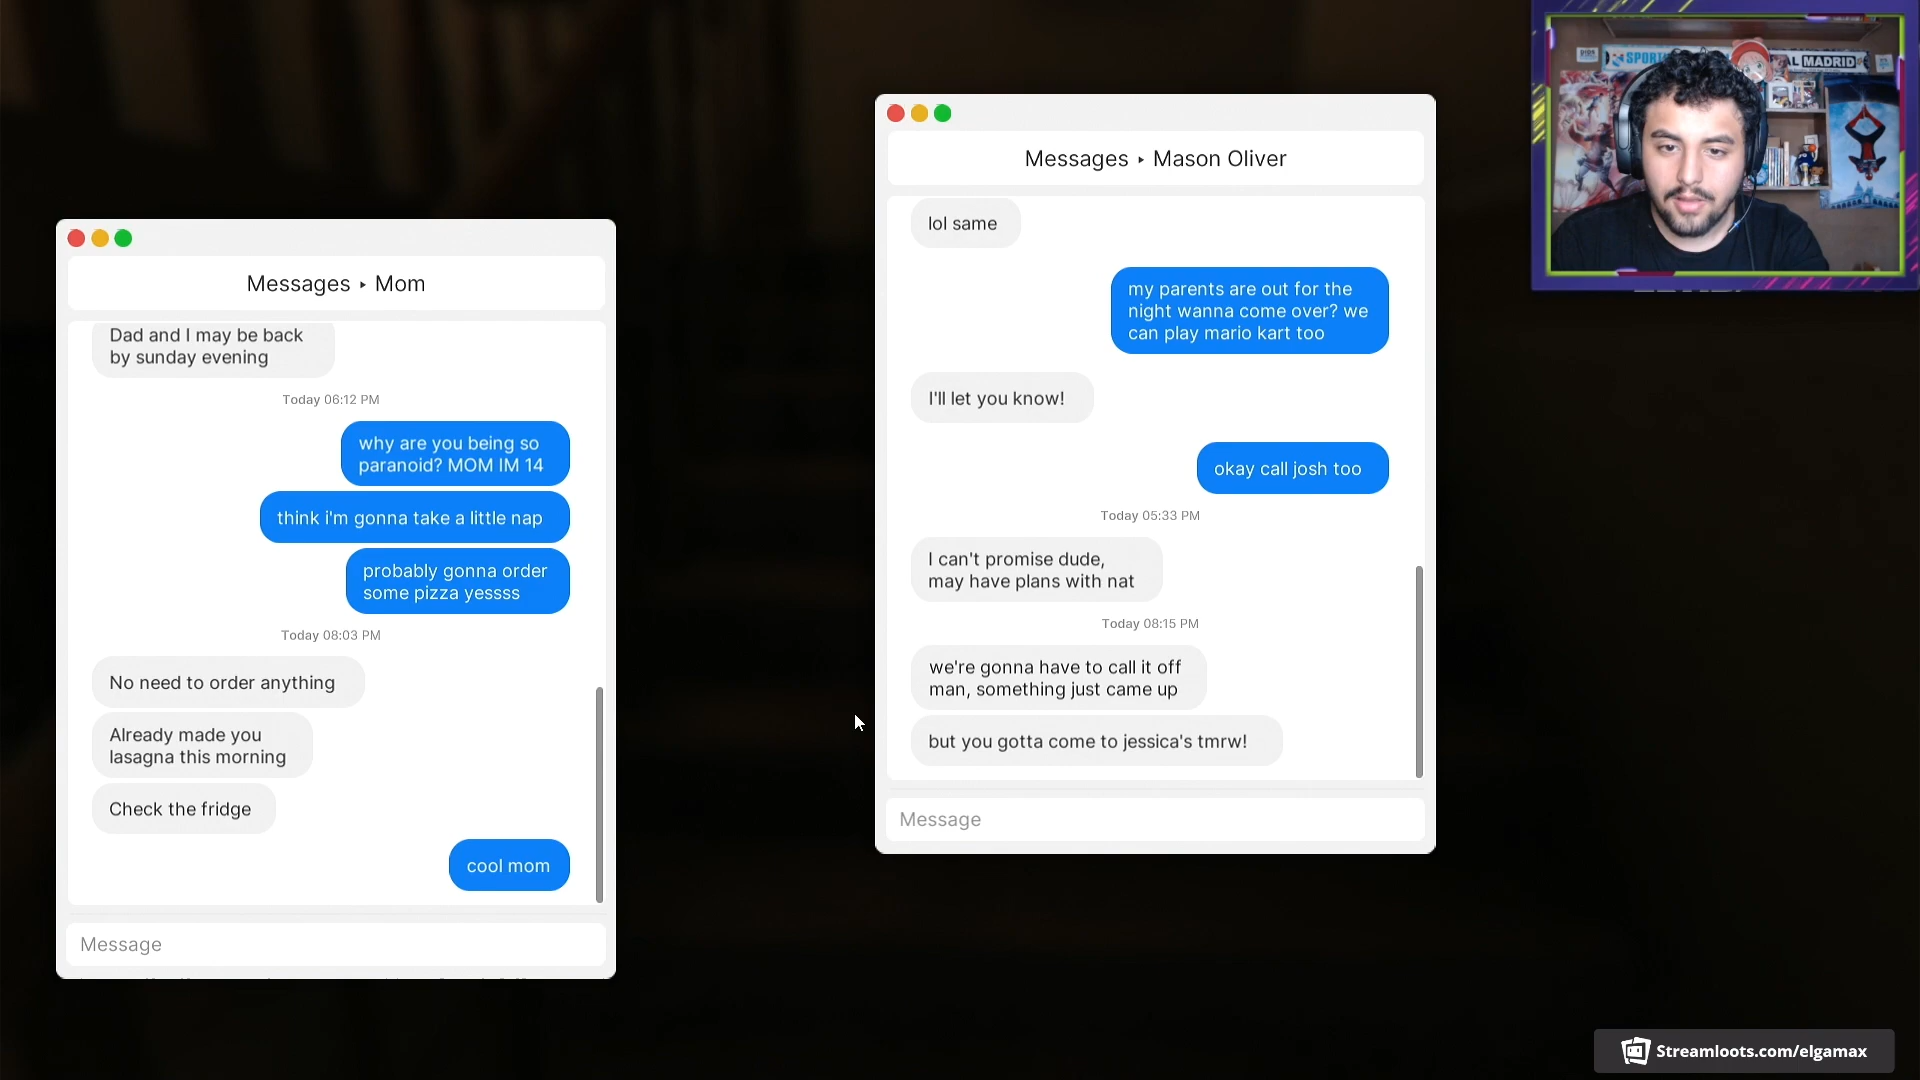 Messages ▸ Mom
Dad and I may be back
by sunday evening
Today 06:12 PM
why are you being so
paranoid? MOM IM 14
think i'm gonna take a little nap
probably gonna order
some pizza yessss
Today 08:03 PM
No need to order anything
Already made you
lasagna this morning
Check the fridge
cool mom
Message
Messages ▸ Mason Oliver
lol same
my parents are out for the
night wanna come over? we
can play mario kart too
I'll let you know!
okay call josh too
Today 05:33 PM
I can't promise dude,
may have plans with nat
Today 08:15 PM
we're gonna have to call it off
man, something just came up
but you gotta come to jessica's tmrw!
Message
AL MADRID
Streamloots.com/elgamax